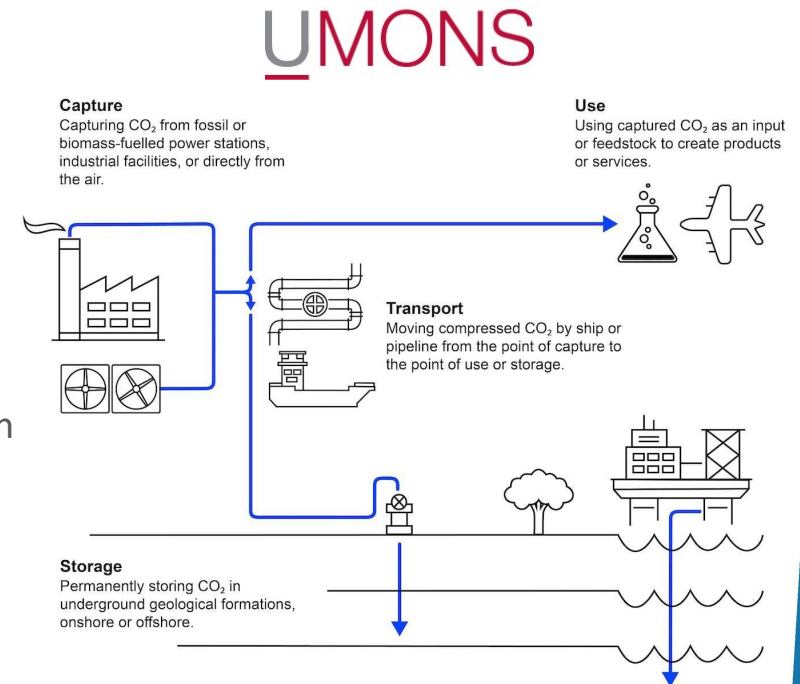 UMONS
Capture
Capturing CO₂ from fossil or
biomass-fuelled power stations,
industrial facilities, or directly from
the air.
Use
Using captured CO₂ as an input
or feedstock to create products
or services.
Transport
Moving compressed CO₂ by ship or
pipeline from the point of capture to
the point of use or storage.
Storage
Permanently storing CO₂ in
underground geological formations,
onshore or offshore.